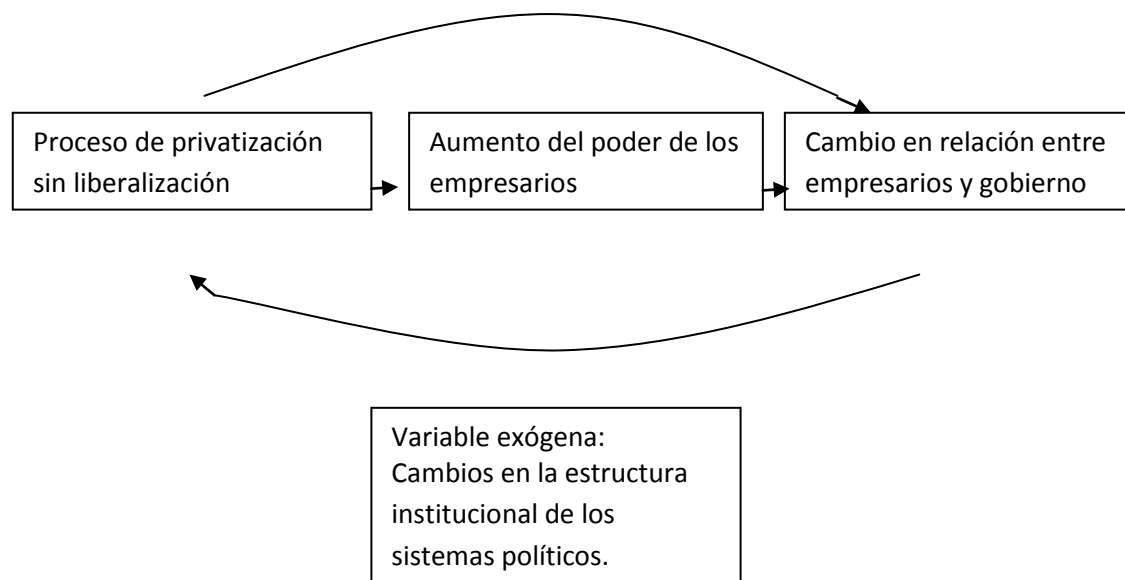 Proceso de privatización
sin liberalización
Aumento del poder de los
empresarios
Cambio en relación entre
empresarios y gobierno
Variable exógena:
Cambios en la estructura
institucional de los
sistemas políticos.